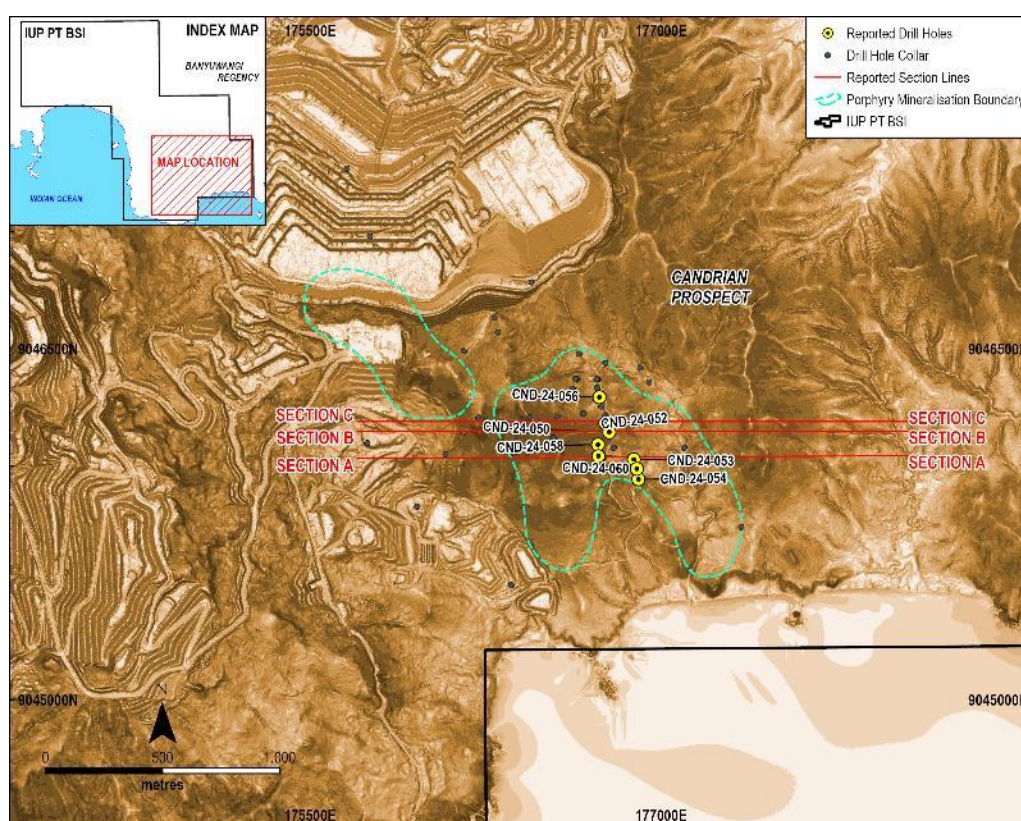 IUP PT BSI
INDEX MAP
BANYUWANGI
REGENCY
MAP LOCATION
INDIAN OCEAN
175500E
177000E
Reported Drill Holes
Drill Hole Collar
Reported Section Lines
Porphyry Mineralisation Boundary
IUP PT BSI
CANDRIAN
PROSPECT
9046500N
9046500N
CND-24-056
SECTION C
CND-24-052
SECTION C
CND-24-050
SECTION B
SECTION B
CND-24-058
SECTION A
CND-24-053
SECTION A
CND-24-060
CND-24-054
9045000N
9045000N
N
0 500 1,000
metres
175500E
177000E